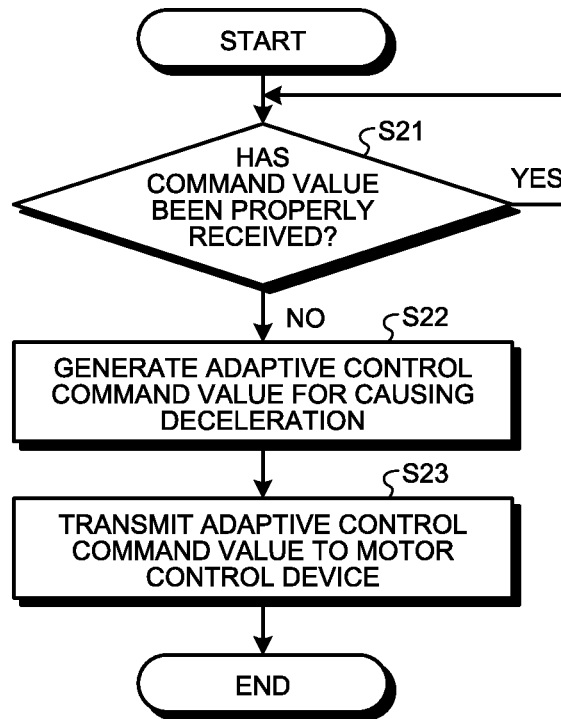 START
S21
HAS
COMMAND VALUE
BEEN PROPERLY
RECEIVED?
YES
NO
S22
GENERATE ADAPTIVE CONTROL
COMMAND VALUE FOR CAUSING
DECELERATION
S23
TRANSMIT ADAPTIVE CONTROL
COMMAND VALUE TO MOTOR
CONTROL DEVICE
END